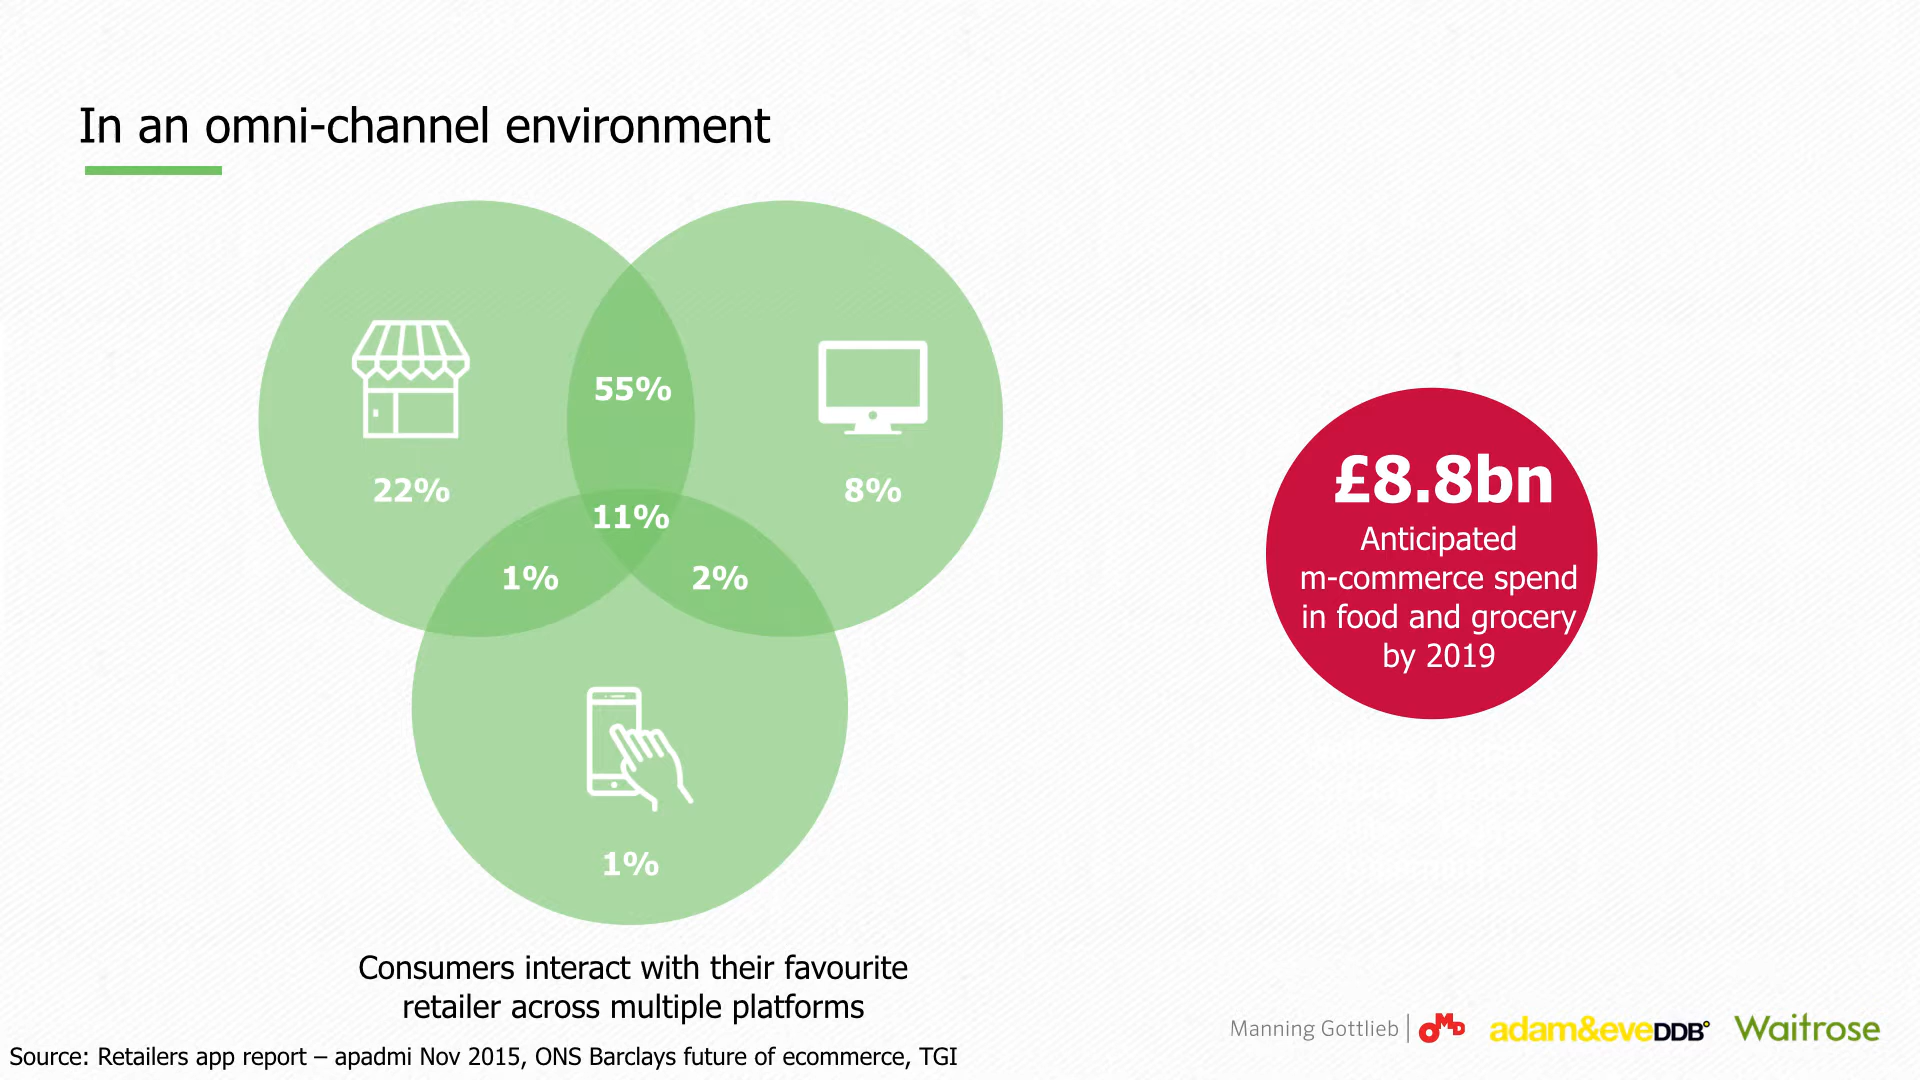 In an omni-channel environment
55%
22%
8%
11%
1%
2%
1%
£8.8bn
Anticipated
m-commerce spend
in food and grocery
by 2019
Consumers interact with their favourite
retailer across multiple platforms
Manning Gottlieb | OMD
adam&eveDDB
Waitrose
Source: Retailers app report – apadmi Nov 2015, ONS Barclays future of ecommerce, TGI